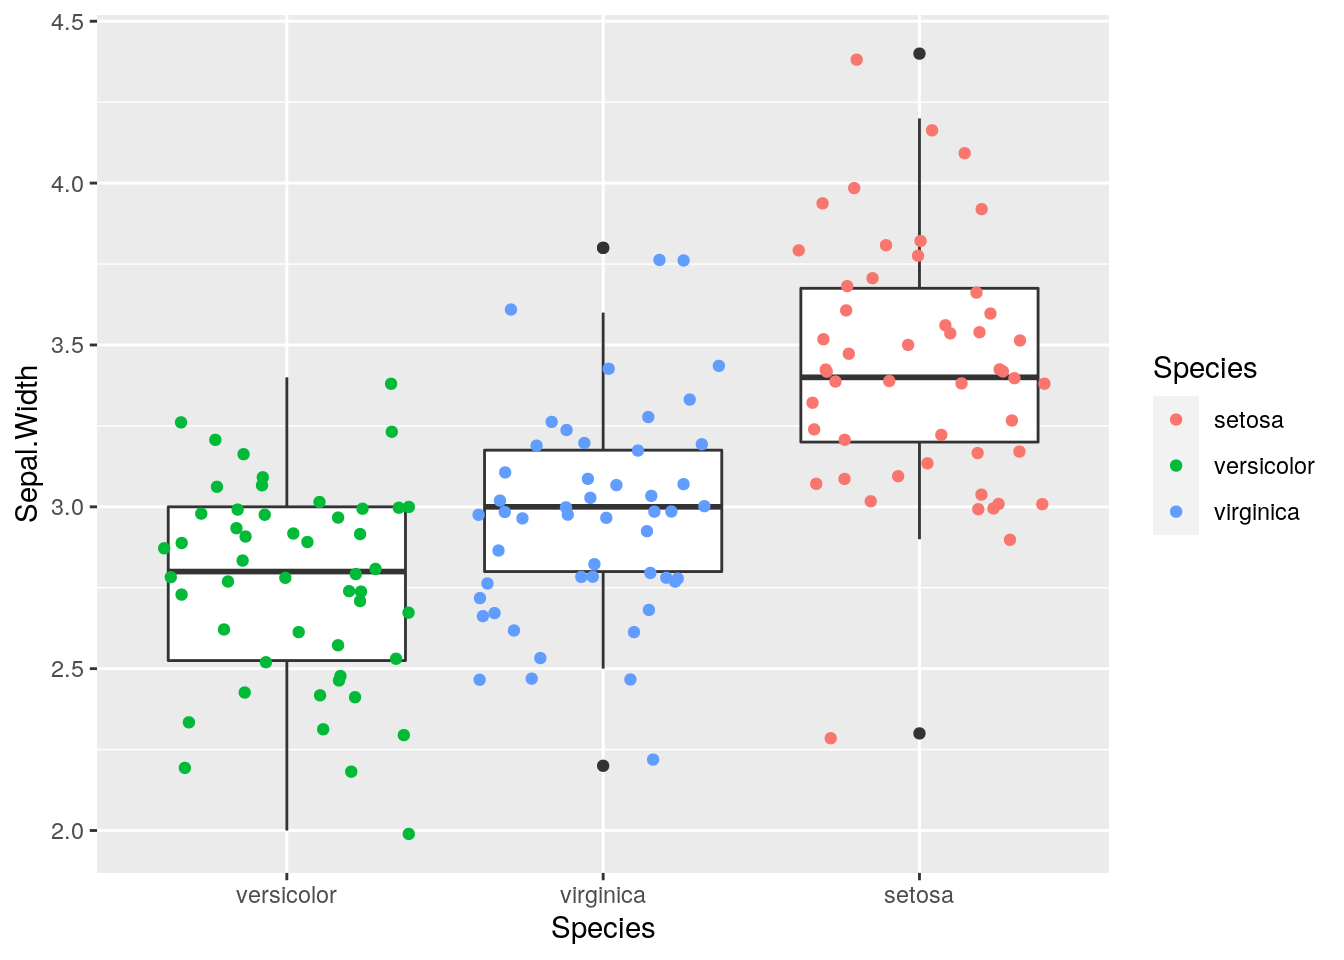 4.5
4.0
3.5
3.0
2.5
2.0
Sepal.Width
versicolor
virginica
setosa
Species
Species
setosa
versicolor
virginica